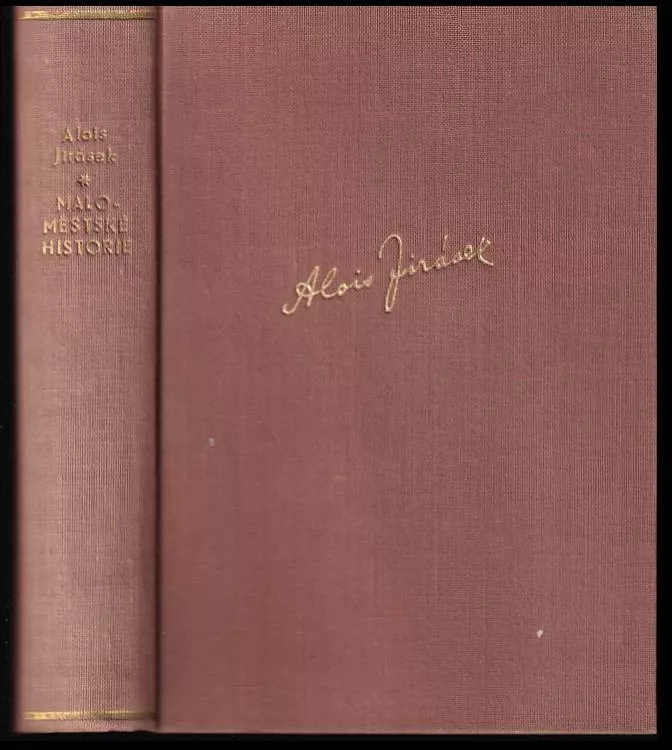 Alois
Jirásek
*
MALO-
MĚSTSKÉ
HISTORIE
Alois Jirásek